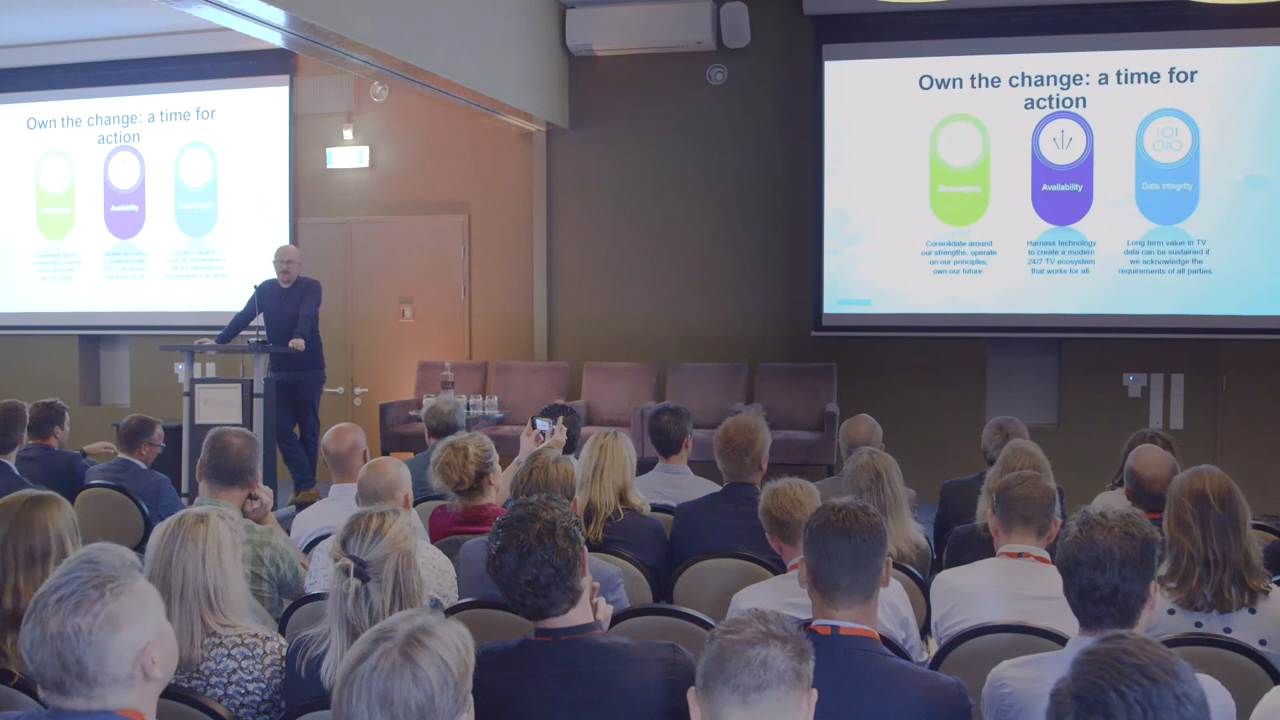 Own the change: a time for
action
Availability
Own the change: a time for
action
Availability
Data Integrity
Consolidate around
our strengths, operate
on our principles,
own our future.
Harness technology
to create a modern
24/7 TV ecosystem
that works for all.
Long term value in TV
data can be sustained if
we acknowledge the
requirements of all parties.